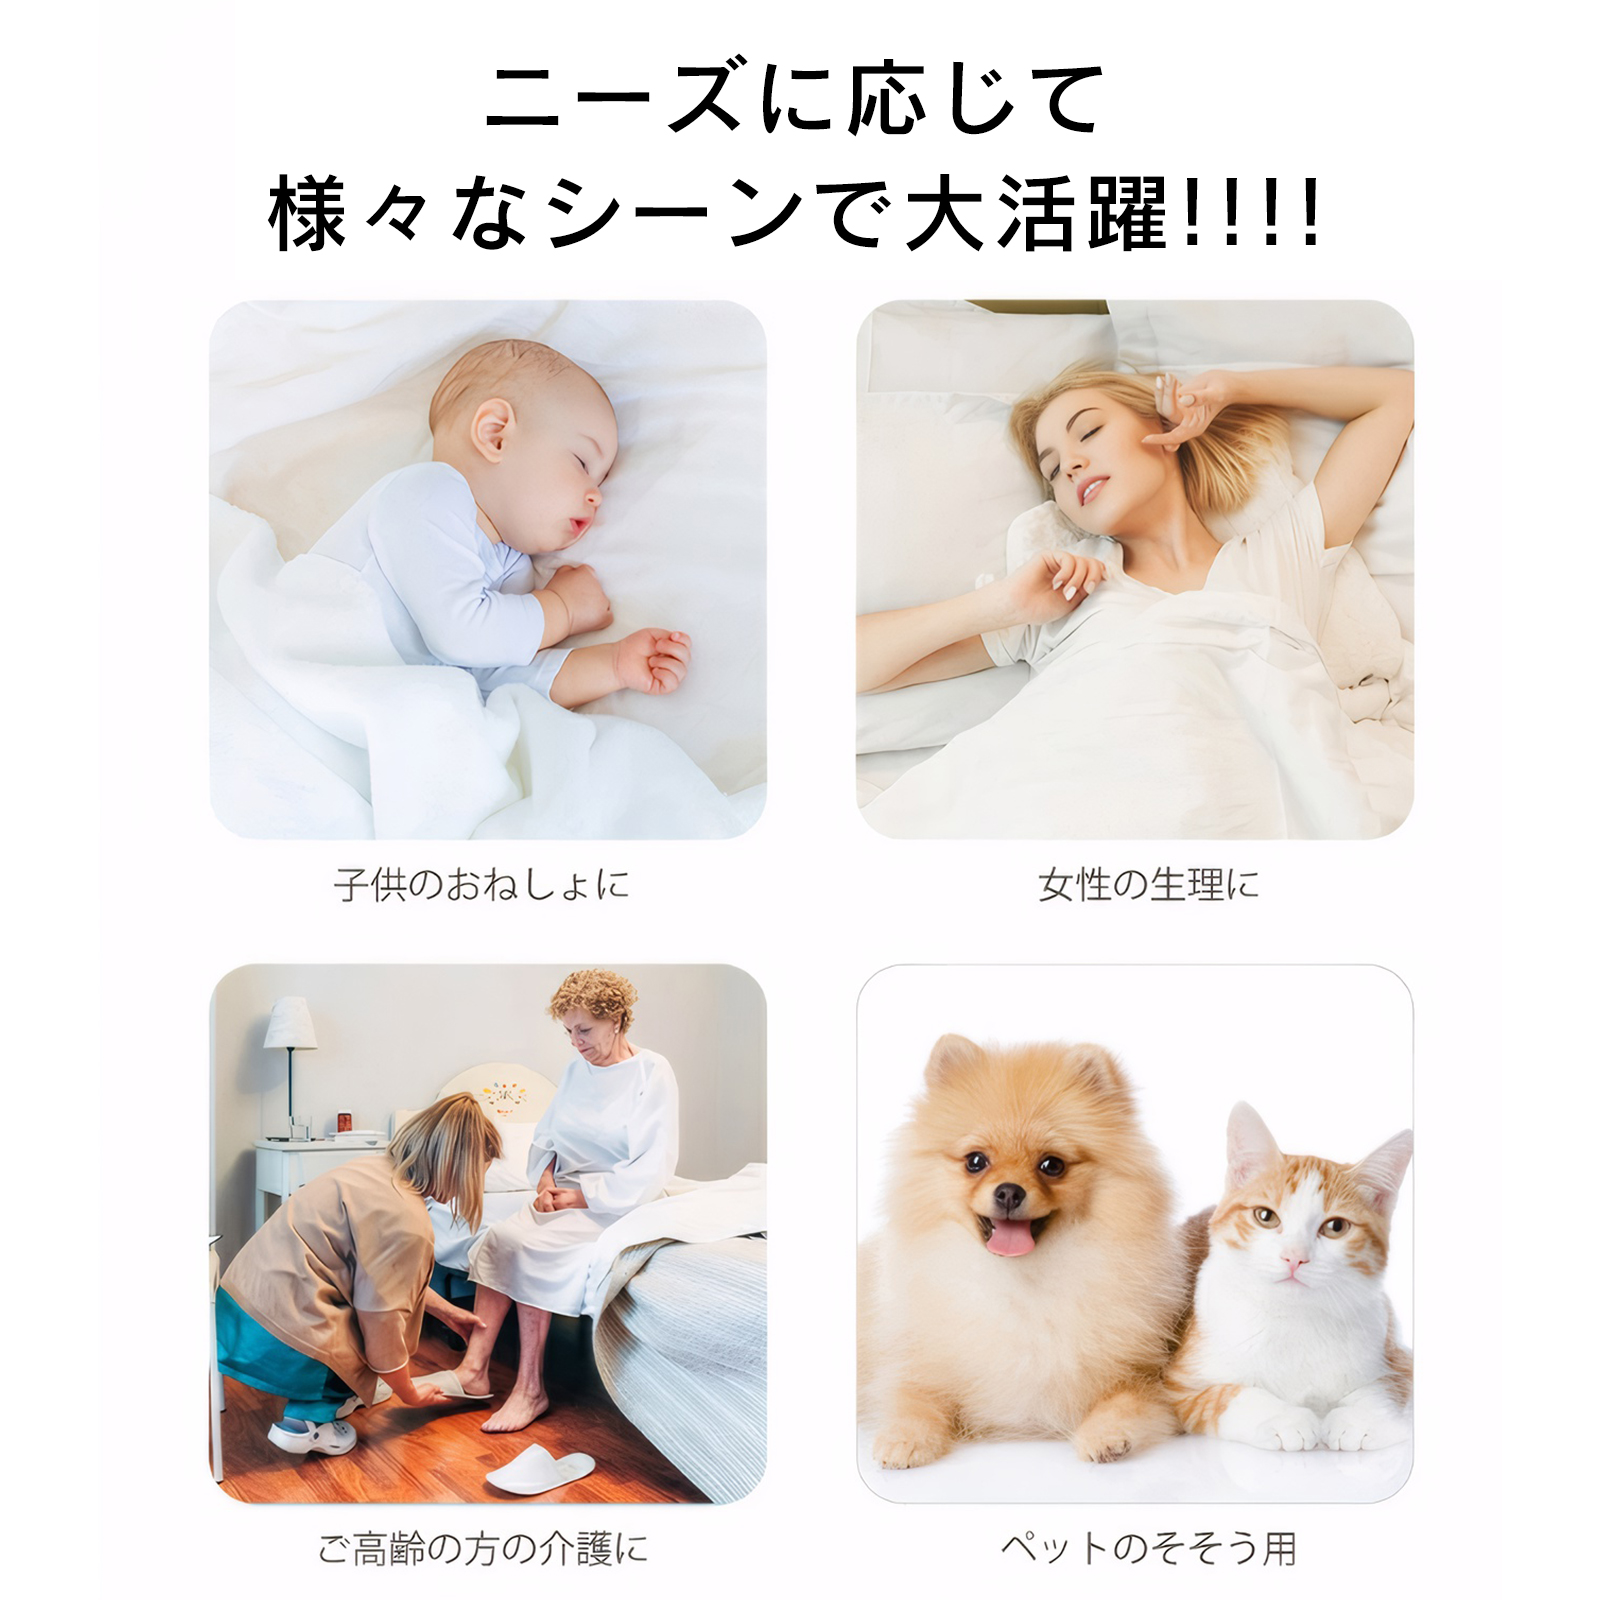 ニーズに応じて
様々なシーンで大活躍!!!!
子供のおねしょに
女性の生理に
ご高齢の方の介護に
ペットのそそう用